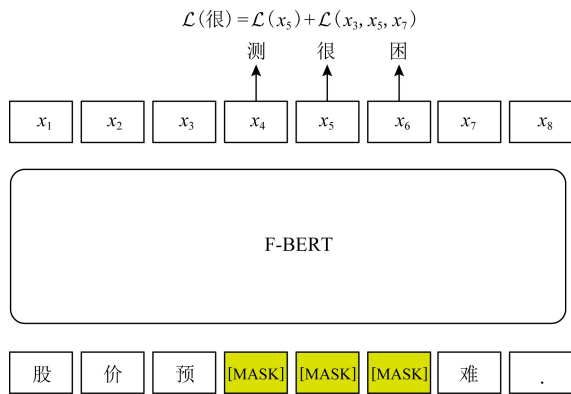 ℒ(很)=ℒ(x₅)+ℒ(x₃, x₅, x₇)
测 很 困
x₁ x₂ x₃ x₄ x₅ x₆ x₇ x₈
F-BERT
股 价 预 [MASK] [MASK] [MASK] 难 .